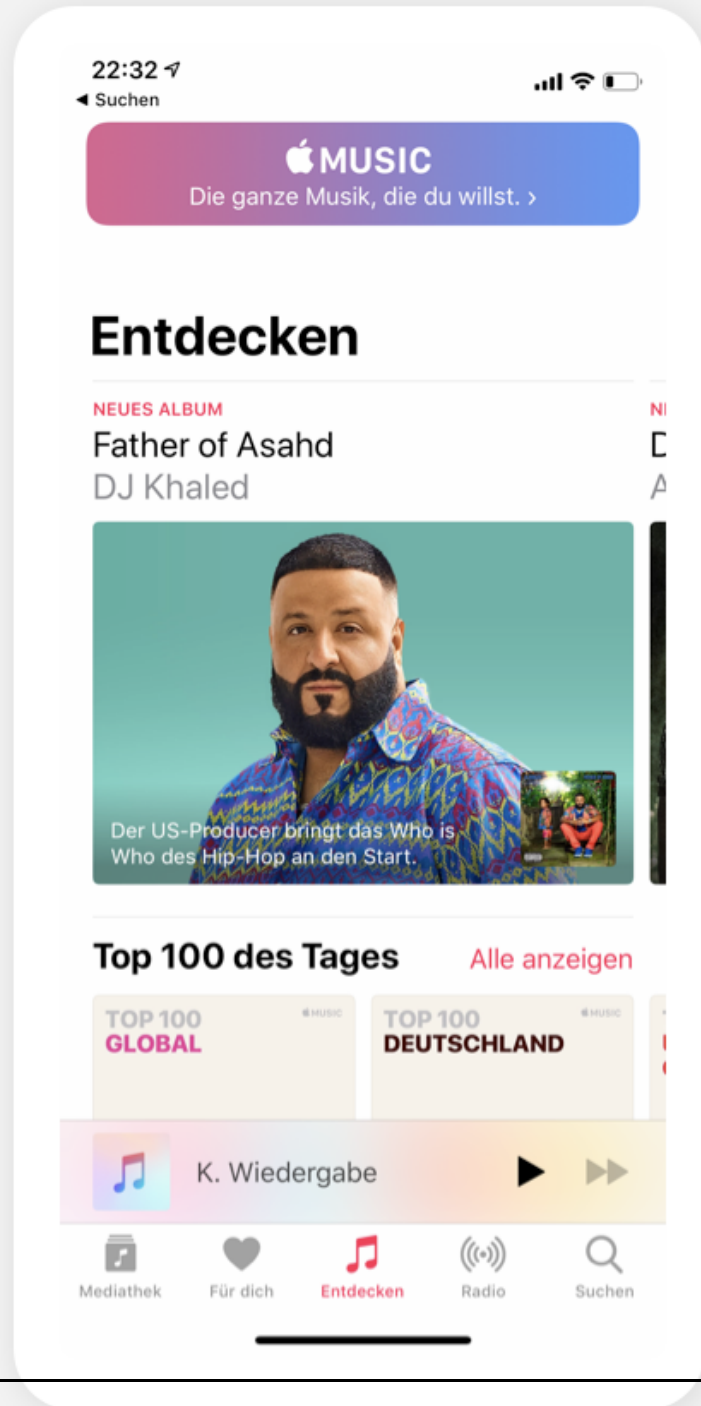 22:32
Suchen
MUSIC
Die ganze Musik, die du willst. ›
Entdecken
NEUES ALBUM
Father of Asahd
DJ Khaled
Der US-Producer bringt das Who is
Who des Hip-Hop an den Start.
Top 100 des Tages
Alle anzeigen
TOP 100
MUSIC
GLOBAL
TOP 100
MUSIC
DEUTSCHLAND
K. Wiedergabe
Mediathek
Für dich
Entdecken
Radio
Suchen